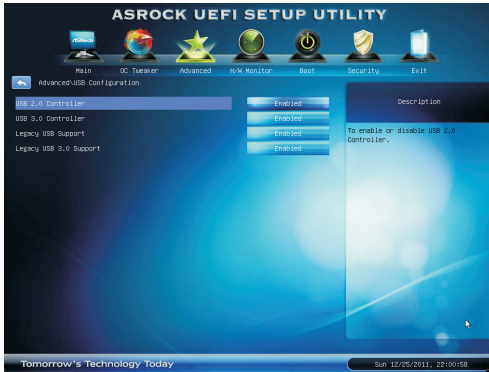 ASROCK UEFI SETUP UTILITY
ASRock
Main OC Tweaker Advanced H/W Monitor Boot Security Exit
Advanced\USB Configuration
USB 2.0 Controller Enabled
USB 3.0 Controller Enabled
Legacy USB Support Enabled
Legacy USB 3.0 Support Enabled
Description
To enable or disable USB 2.0
Controller.
Tomorrow's Technology Today
Sun 12/25/2011, 22:00:58